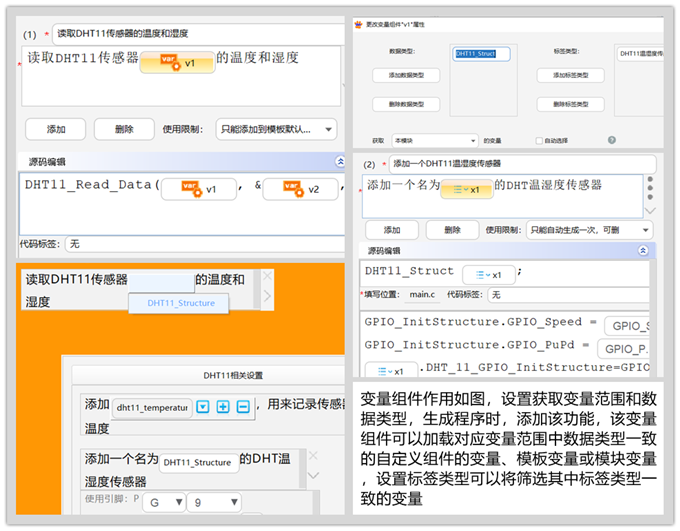 (1) * 读取DHT11传感器的温度和湿度
* 读取DHT11传感器 var v1 的温度和湿度
添加 删除 使用限制： 只能添加到模板默认...
源码编辑
DHT11_Read_Data( var v1 , & var v2 ,
代码标签： 无
更改变量组件"v1"属性
数据类型： DHT11_Struct 标签类型： DHT11温湿度传
添加数据类型 添加标签类型
删除数据类型 删除标签类型
获取 本模块 的变量 自动选择 ?
(2) * 添加一个DHT11温湿度传感器
* 添加一个名为 x1 的DHT温湿度传感器
添加 删除 使用限制： 只能自动生成一次，可删
源码编辑
DHT11_Struct x1 ;
*填写位置： main.c 代码标签： 无
GPIO_InitStructure.GPIO_Speed = GPIO_S
GPIO_InitStructure.GPIO_PuPd = GPIO_P.
x1 .DHT_11_GPIO_InitStructure=GPIO
读取DHT11传感器 的温度和
湿度
DHT11_Structure
DHT11相关设置
添加 dht11_temperatur ，用来记录传感器
温度
添加一个名为 DHT11_Structure 的DHT温
湿度传感器
使用引脚：P G 9
变量组件作用如图，设置获取变量范围和数
据类型，生成程序时，添加该功能，该变量
组件可以加载对应变量范围中数据类型一致
的自定义组件的变量、模板变量或模块变量
，设置标签类型可以将筛选其中标签类型一
致的变量